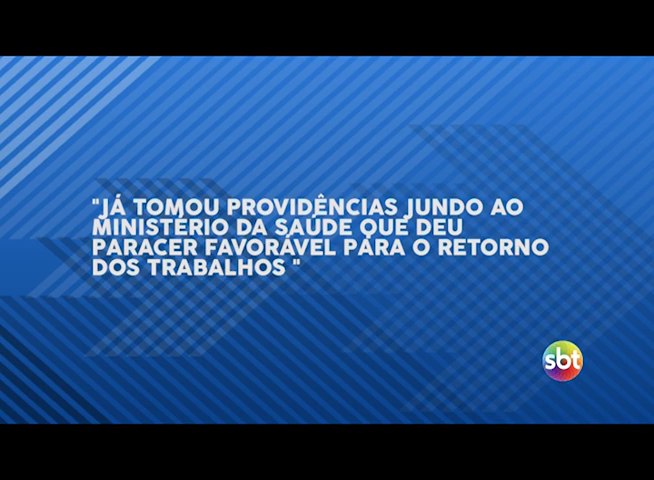 "JÁ TOMOU PROVIDÊNCIAS JUNDO AO
MINISTÉRIO DA SAÚDE QUE DEU
PARACER FAVORÁVEL PARA O RETORNO
DOS TRABALHOS "
sbt